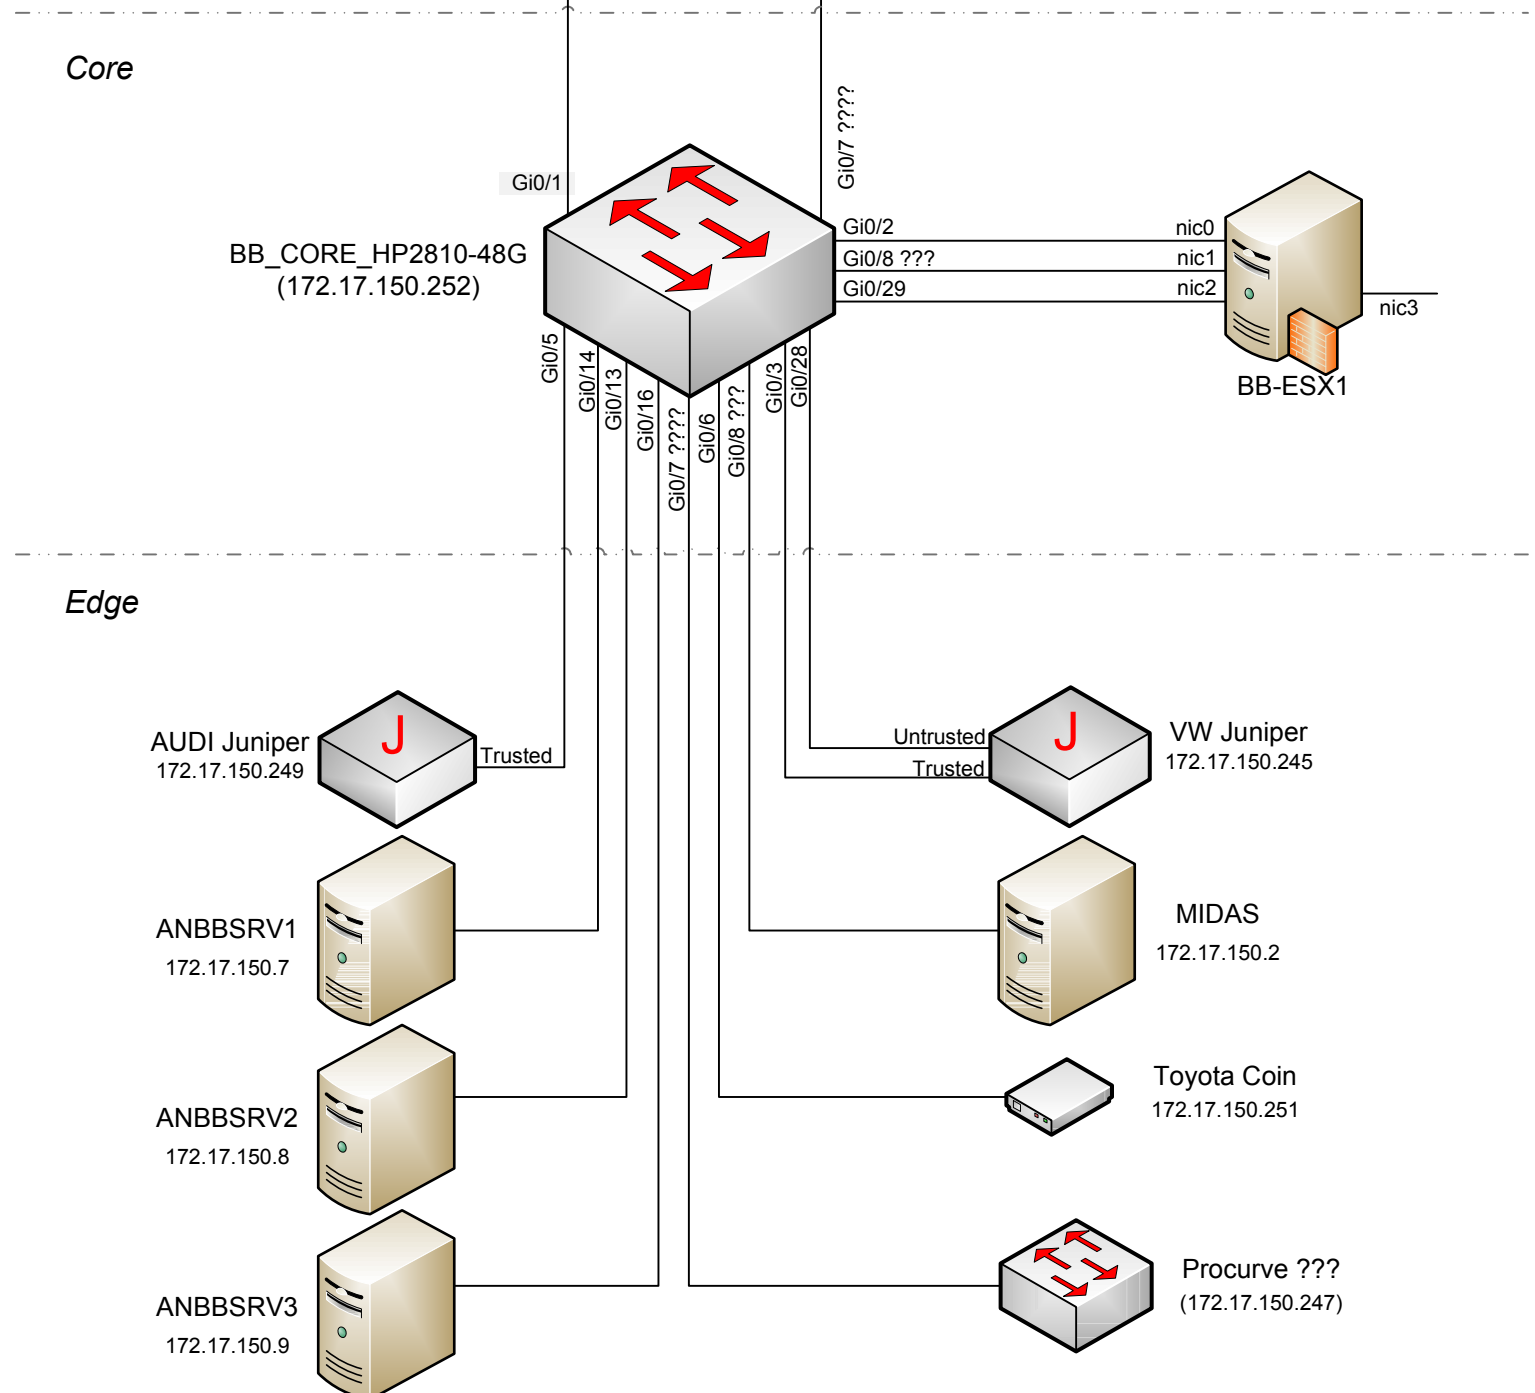 Core
Gi0/7 ????
Gi0/1
BB_CORE_HP2810-48G
(172.17.150.252)
Gi0/2
nic0
Gi0/8 ???
nic1
Gi0/29
nic2
nic3
BB-ESX1
Gi0/5
Gi0/14
Gi0/13
Gi0/16
Gi0/7 ????
Gi0/6
Gi0/8 ???
Gi0/3
Gi0/28
Edge
AUDI Juniper
172.17.150.249
J
Trusted
Untrusted
Trusted
J
VW Juniper
172.17.150.245
ANBBSRV1
172.17.150.7
MIDAS
172.17.150.2
ANBBSRV2
172.17.150.8
Toyota Coin
172.17.150.251
ANBBSRV3
172.17.150.9
Procurve ???
(172.17.150.247)